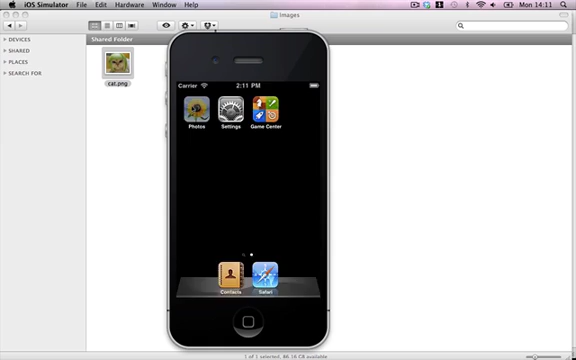 iOS Simulator File Edit Hardware Window Help
Mon 14:11
Images
DEVICES
SHARED
PLACES
SEARCH FOR
Shared Folder
cat.png
Carrier 2:11 PM
Photos Settings Game Center
Contacts Safari